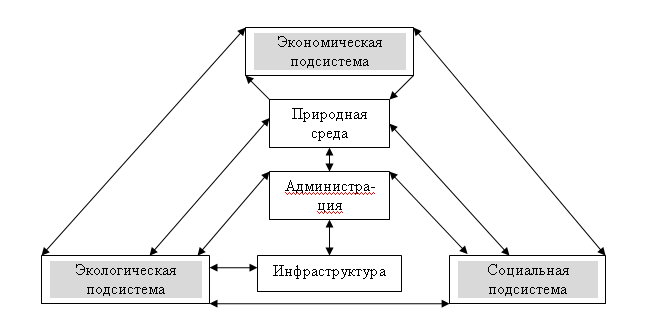 Экономическая
подсистема
Природная
среда
Администра-
ция
Экологическая
подсистема
Инфраструктура
Социальная
подсистема